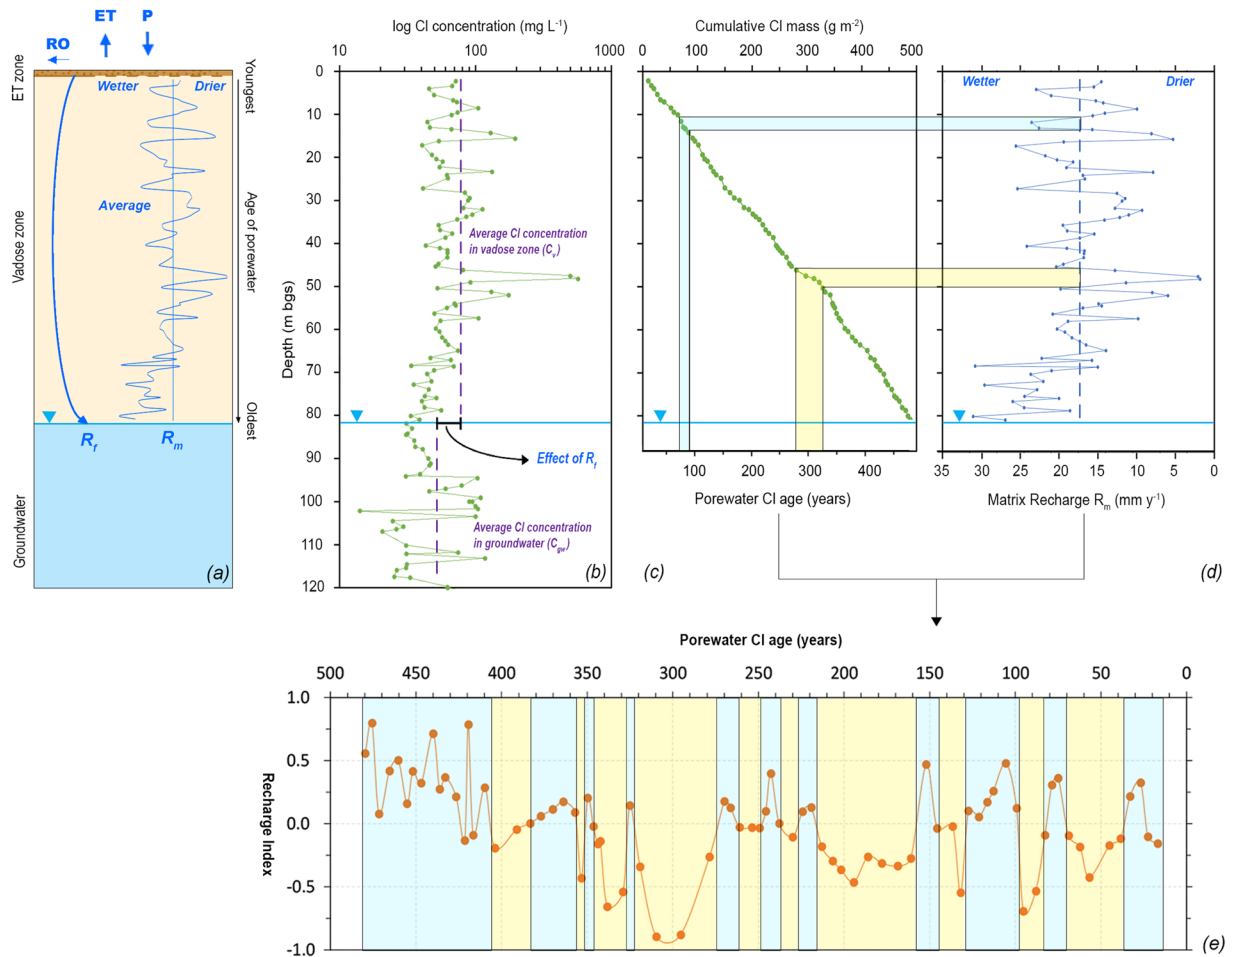 RO
ET
P
ET zone
Vadose zone
Groundwater
Wetter
Drier
Average
Youngest
Age of porewater
Oldest
Rf
Rm
(a)
log Cl concentration (mg L-1)
10
100
1000
Depth (m bgs)
0
10
20
30
40
50
60
70
80
90
100
110
120
Average Cl concentration
in vadose zone (Cv)
Effect of Rf
Average Cl concentration
in groundwater (Cgw)
(b)
Cumulative Cl mass (g m-2)
0 100 200 300 400 500
0 100 200 300 400
Porewater Cl age (years)
(c)
Wetter
Drier
35 30 25 20 15 10 5 0
Matrix Recharge Rm (mm y-1)
(d)
Porewater Cl age (years)
500 450 400 350 300 250 200 150 100 50 0
Recharge Index
1.0
0.5
0.0
-0.5
-1.0
(e)